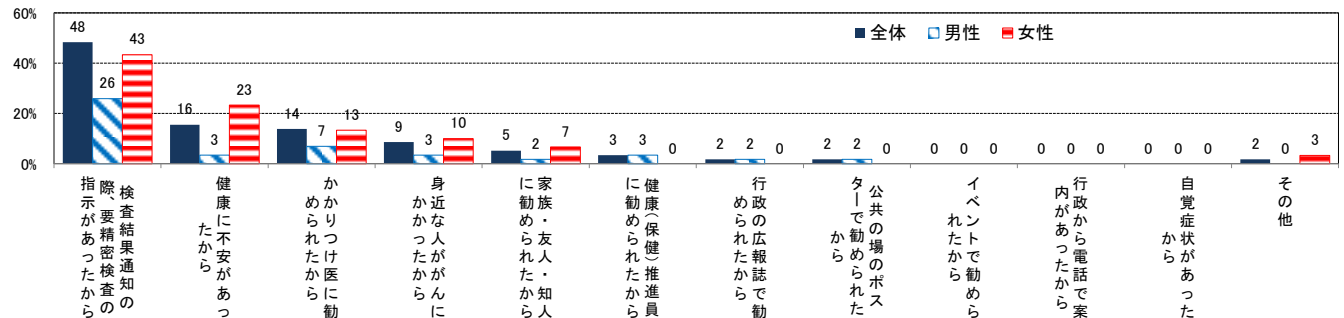 60%
40%
20%
0%
全体 男性 女性
48 26 43
16 3 23
14 7 13
9 3 10
5 2 7
3 3 0
2 2 0
2 2 0
0 0 0
0 0 0
0 0 0
2 0 3
検査結果通知の
際、要精密検査の
指示があったから
健康に不安があっ
たから
かかりつけ医に勧
められたから
身近な人ががんに
かかったから
家族・友人・知人
に勧められたから
健康(保健)推進員
に勧められたから
行政の広報誌で勧
められたから
公共の場のポス
ターで勧められた
から
イベントで勧めら
れたから
行政から電話で案
内があったから
自覚症状があった
から
その他